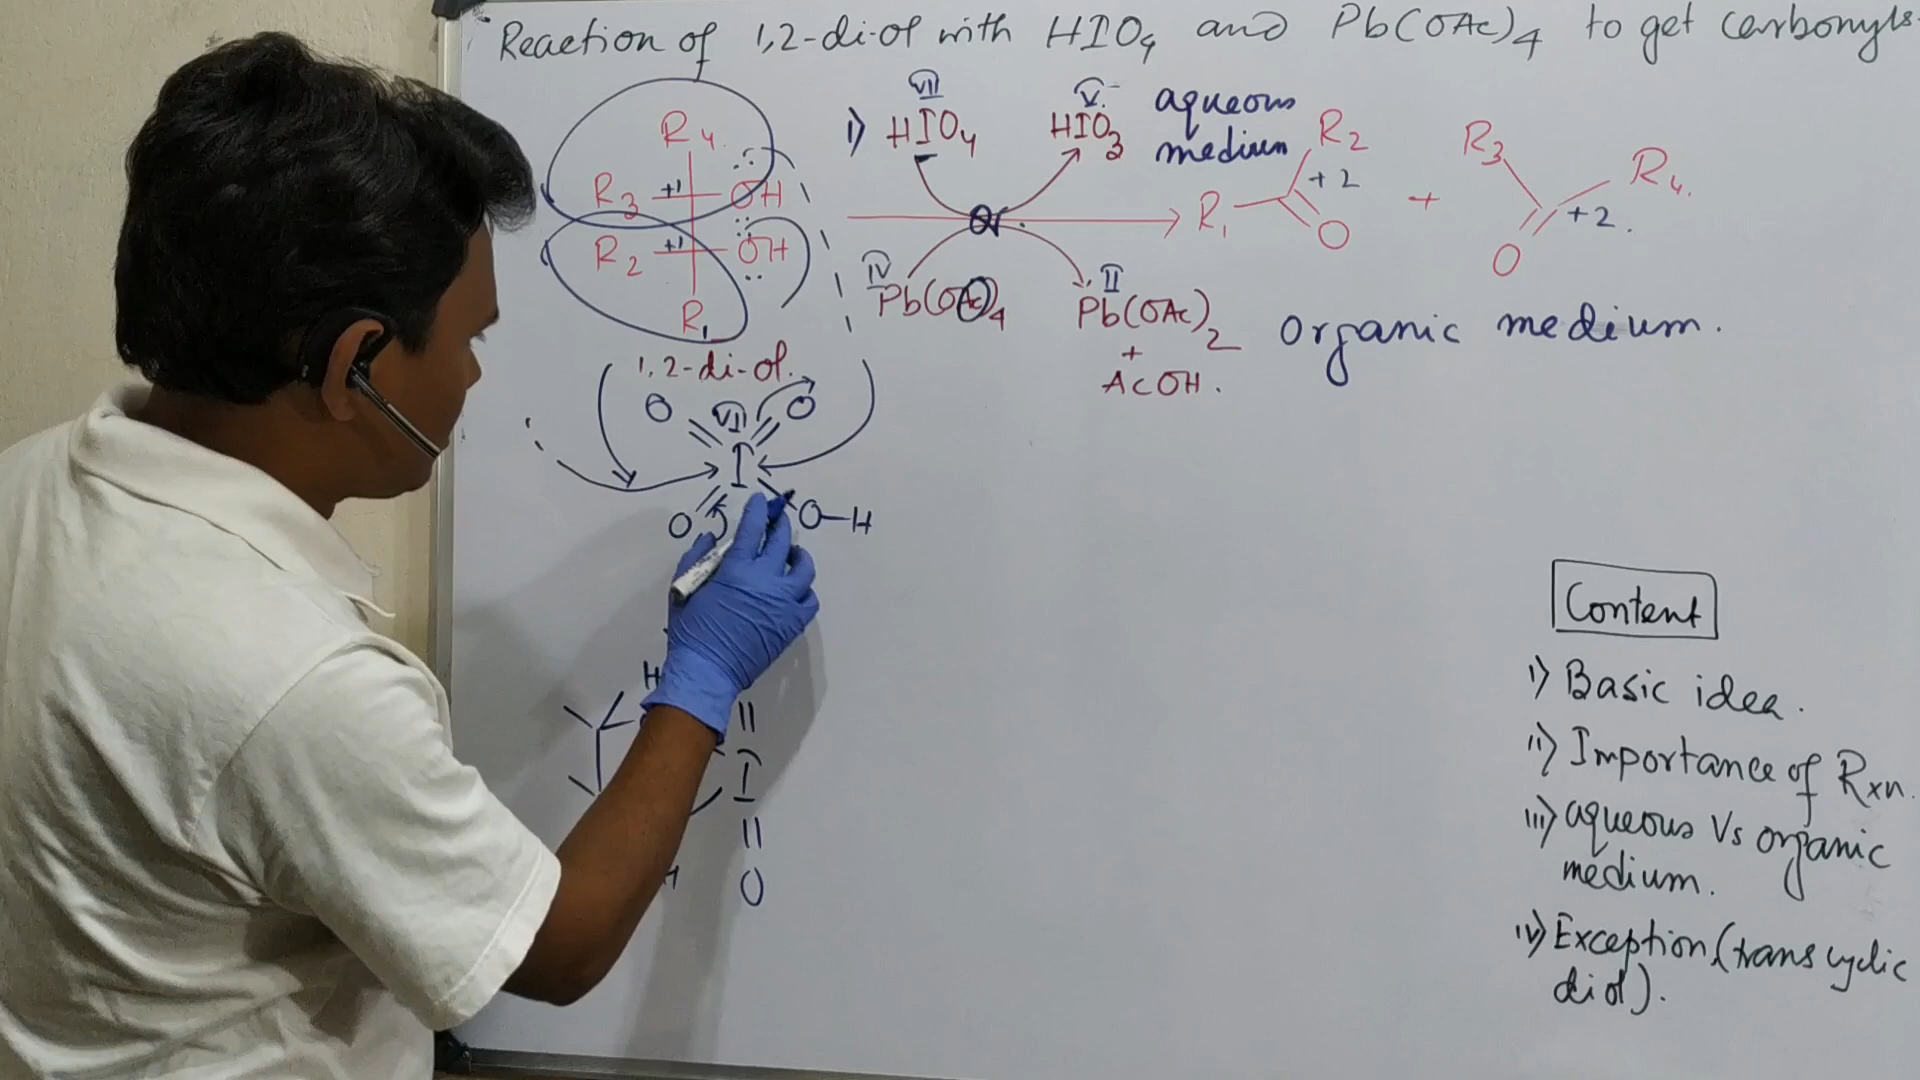 Reaction of 1,2-di-ol with HIO4 and Pb(OAc)4 to get carbonyls.
VII
V
i) HIO4 HIO3 aqueous medium
R4
R3 +1 OH
R2 +1 OH
R1
1,2-di-ol.
Or
R1 R2 +2 O + R3 R4 +2. O
IV
Pb(OAc)4
II
Pb(OAc)2 organic medium.
+
AcOH.
O VII O
I
O O-H
H
I
H
O
Content
i) Basic idea.
ii) Importance of Rxn.
iii) aqueous Vs organic
medium.
iv) Exception (trans cyclic
diol).